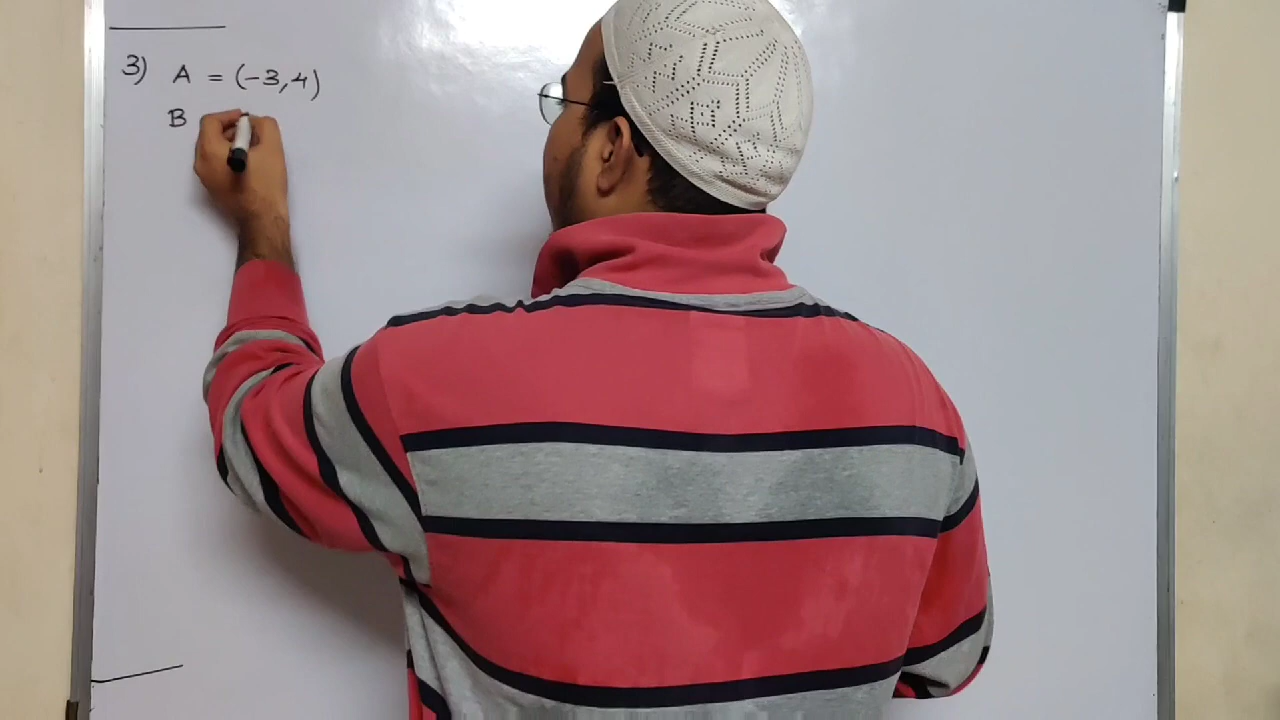 3) A = (-3,4)
B